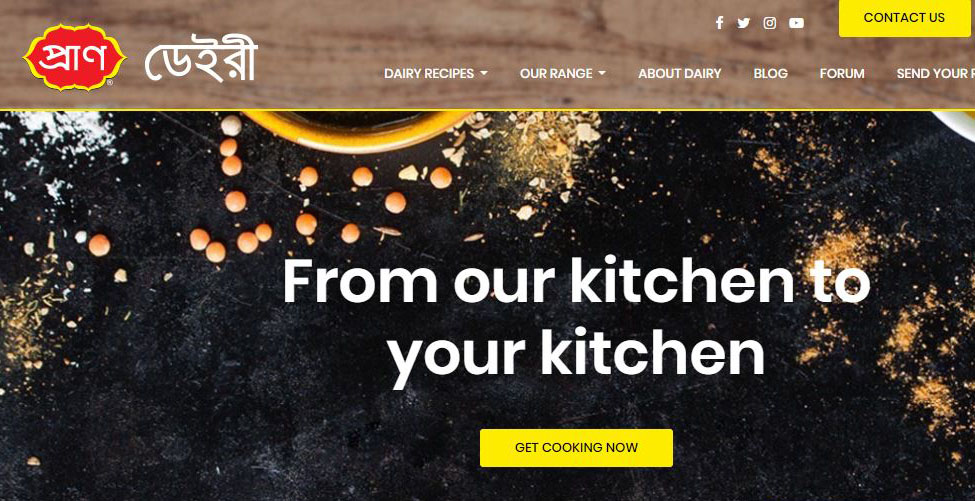 CONTACT US
প্রাণ
®
ডেইরী
DAIRY RECIPES
OUR RANGE
ABOUT DAIRY
BLOG
FORUM
SEND YOUR
From our kitchen to
your kitchen
GET COOKING NOW